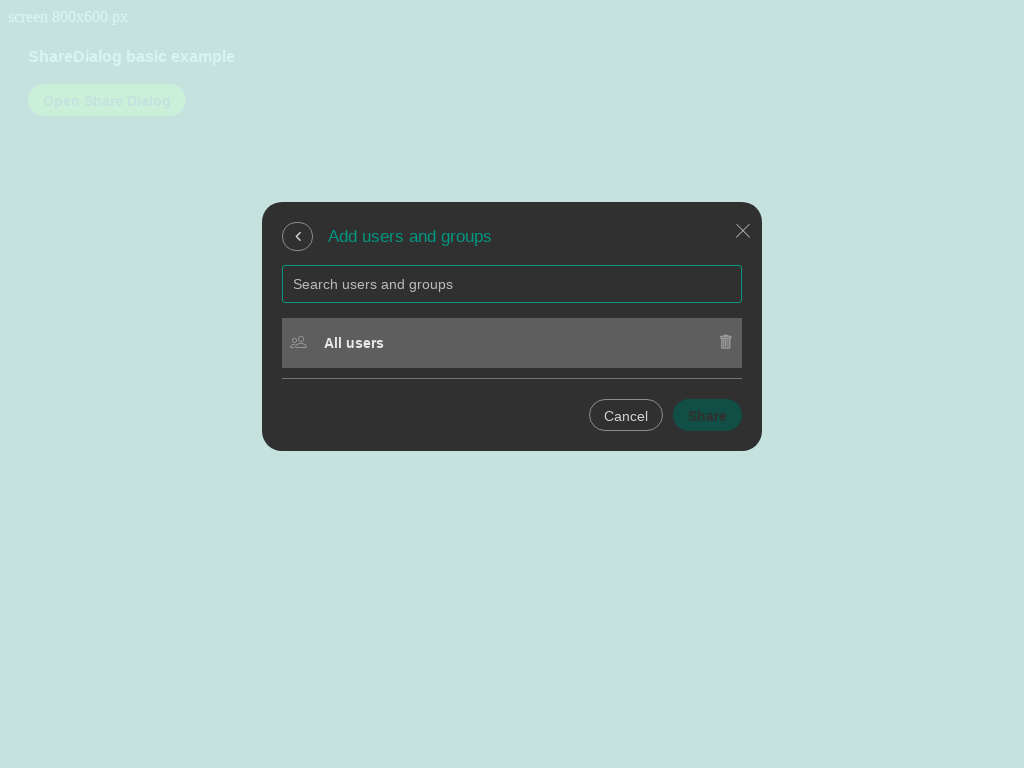 screen 800x600 px
ShareDialog basic example
Open Share Dialog
Add users and groups
Search users and groups
All users
Cancel
Share